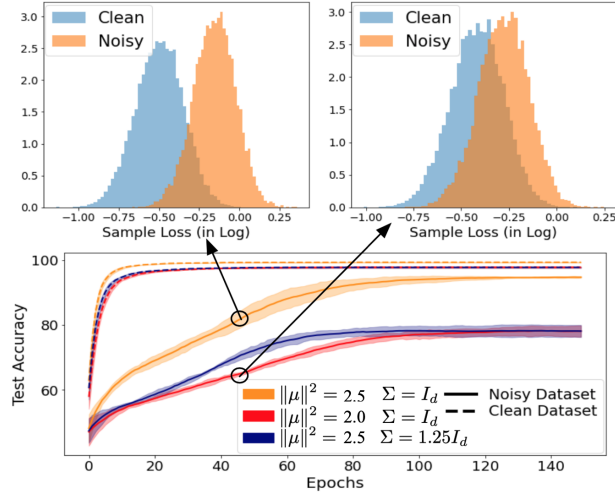 3.0
2.5
2.0
1.5
1.0
0.5
0.0
Clean
Noisy
−1.00 −0.75 −0.50 −0.25 0.00 0.25
Sample Loss (in Log)
3.0
2.5
2.0
1.5
1.0
0.5
0.0
Clean
Noisy
−1.00 −0.75 −0.50 −0.25 0.00 0.25
Sample Loss (in Log)
Test Accuracy
100
80
60
‖μ‖² = 2.5 Σ = I_d
‖μ‖² = 2.0 Σ = I_d
‖μ‖² = 2.5 Σ = 1.25I_d
Noisy Dataset
Clean Dataset
0 20 40 60 80 100 120 140
Epochs